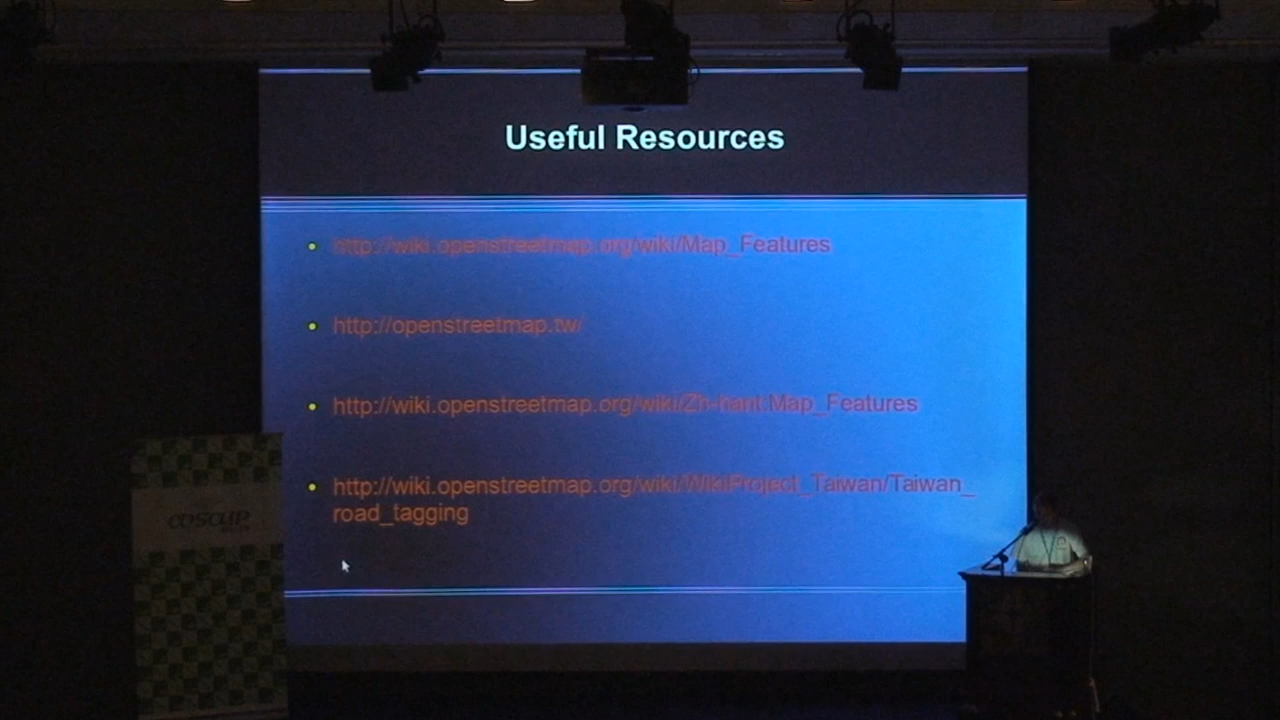 Useful Resources
http://wiki.openstreetmap.org/wiki/Map_Features
http://openstreetmap.tw/
http://wiki.openstreetmap.org/wiki/Zh-hant:Map_Features
http://wiki.openstreetmap.org/wiki/WikiProject_Taiwan/Taiwan_
road_tagging
COSCUP